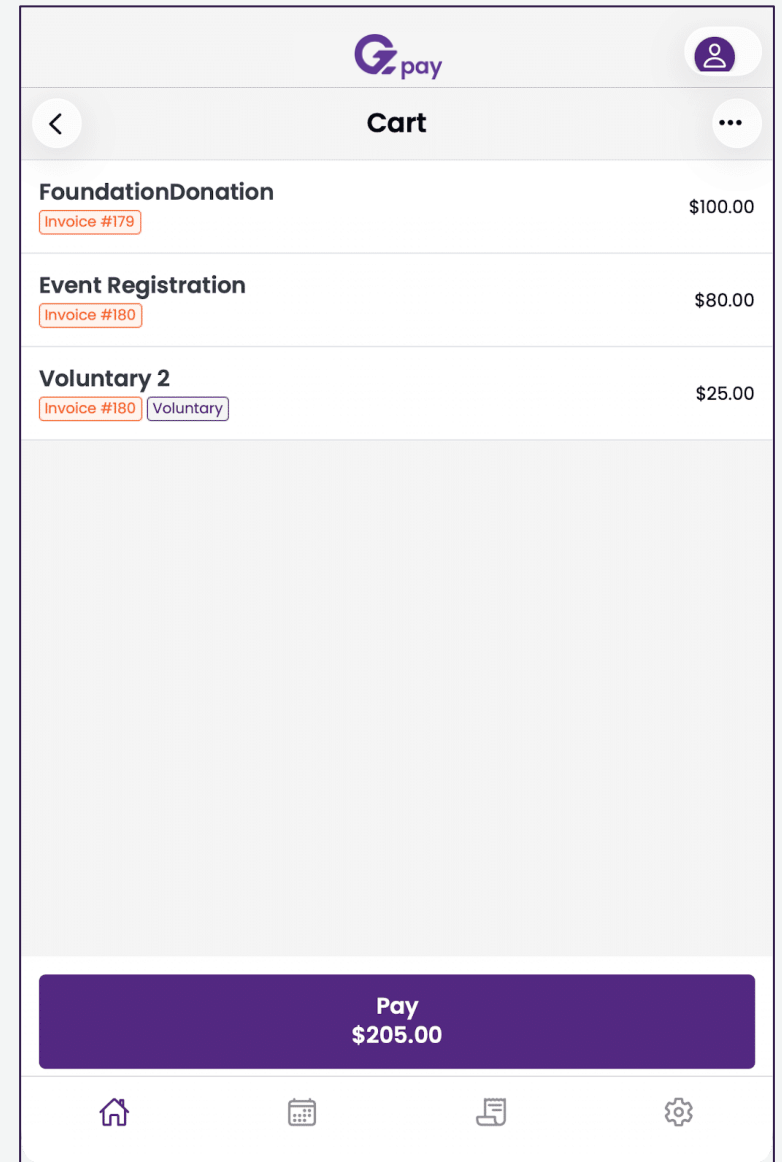 Gz pay
Cart
FoundationDonation
Invoice #179
$100.00
Event Registration
Invoice #180
$80.00
Voluntary 2
Invoice #180 Voluntary
$25.00
Pay
$205.00